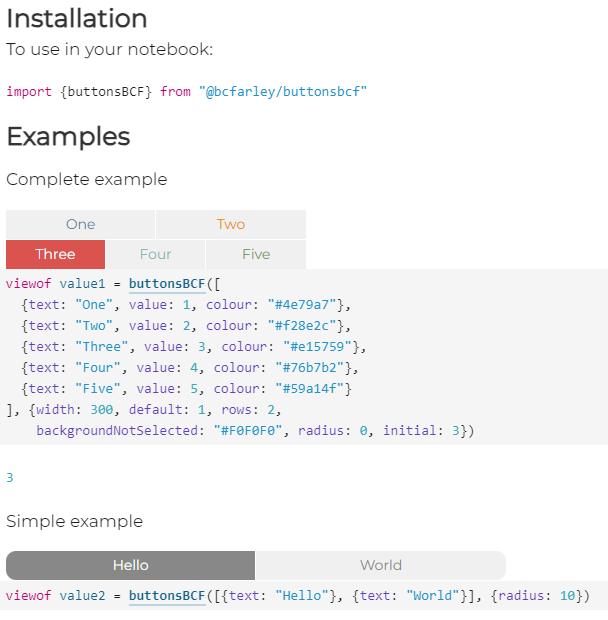 Installation
To use in your notebook:
import {buttonsBCF} from "@bcfarley/buttonsbcf"
Examples
Complete example
One Two
Three Four Five
viewof value1 = buttonsBCF([
  {text: "One", value: 1, colour: "#4e79a7"},
  {text: "Two", value: 2, colour: "#f28e2c"},
  {text: "Three", value: 3, colour: "#e15759"},
  {text: "Four", value: 4, colour: "#76b7b2"},
  {text: "Five", value: 5, colour: "#59a14f"}
], {width: 300, default: 1, rows: 2,
    backgroundNotSelected: "#F0F0F0", radius: 0, initial: 3})
3
Simple example
Hello World
viewof value2 = buttonsBCF([{text: "Hello"}, {text: "World"}], {radius: 10})